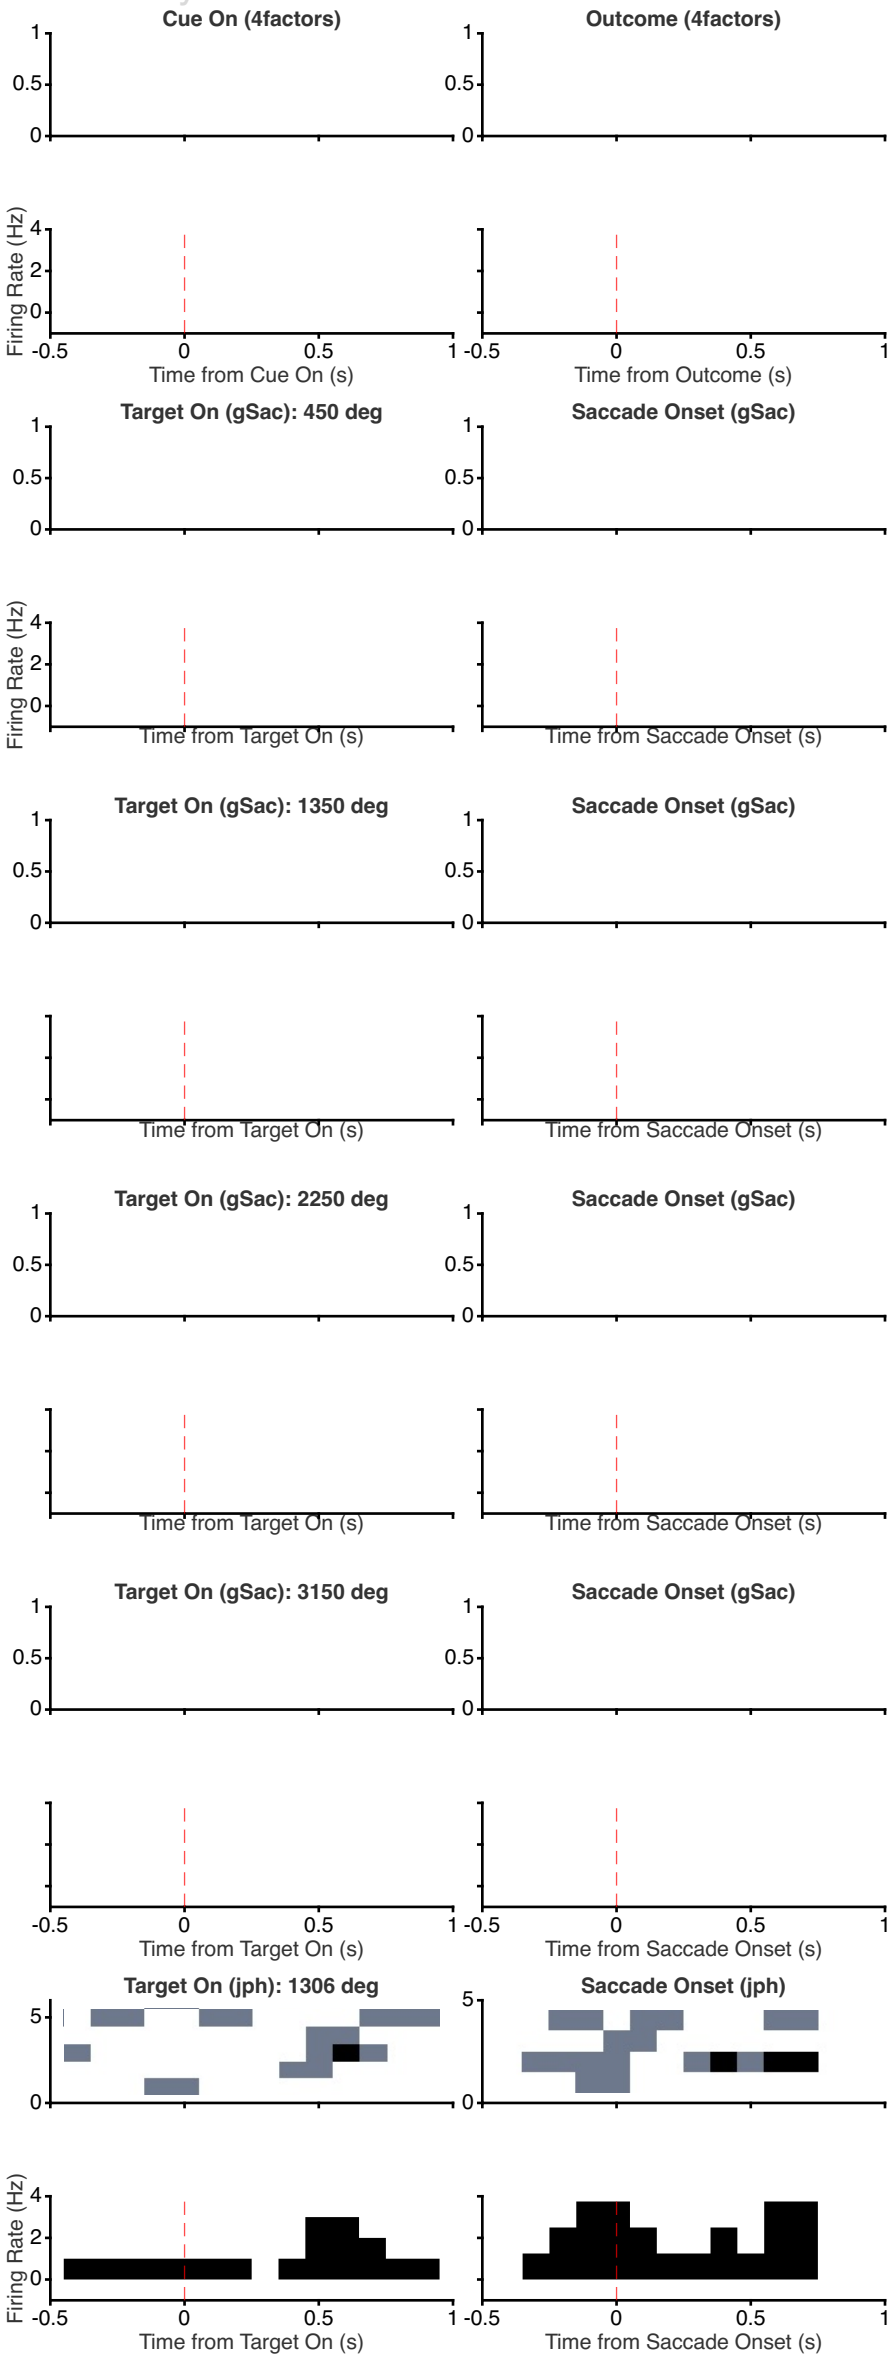 Cue On (4factors) Outcome (4factors)
1 1
0.5 0.5
0 0
Firing Rate (Hz)
4
2
0
-0.5 0 0.5 1 -0.5 0 0.5 1
Time from Cue On (s) Time from Outcome (s)
Target On (gSac): 450 deg Saccade Onset (gSac)
1 1
0.5 0.5
0 0
Firing Rate (Hz)
4
2
0
Time from Target On (s) Time from Saccade Onset (s)
Target On (gSac): 1350 deg Saccade Onset (gSac)
1 1
0.5 0.5
0 0
Time from Target On (s) Time from Saccade Onset (s)
Target On (gSac): 2250 deg Saccade Onset (gSac)
1 1
0.5 0.5
0 0
Time from Target On (s) Time from Saccade Onset (s)
Target On (gSac): 3150 deg Saccade Onset (gSac)
1 1
0.5 0.5
0 0
-0.5 0 0.5 1 -0.5 0 0.5 1
Time from Target On (s) Time from Saccade Onset (s)
Target On (jph): 1306 deg Saccade Onset (jph)
5 5
0 0
Firing Rate (Hz)
4
2
0
-0.5 0 0.5 1 -0.5 0 0.5 1
Time from Target On (s) Time from Saccade Onset (s)